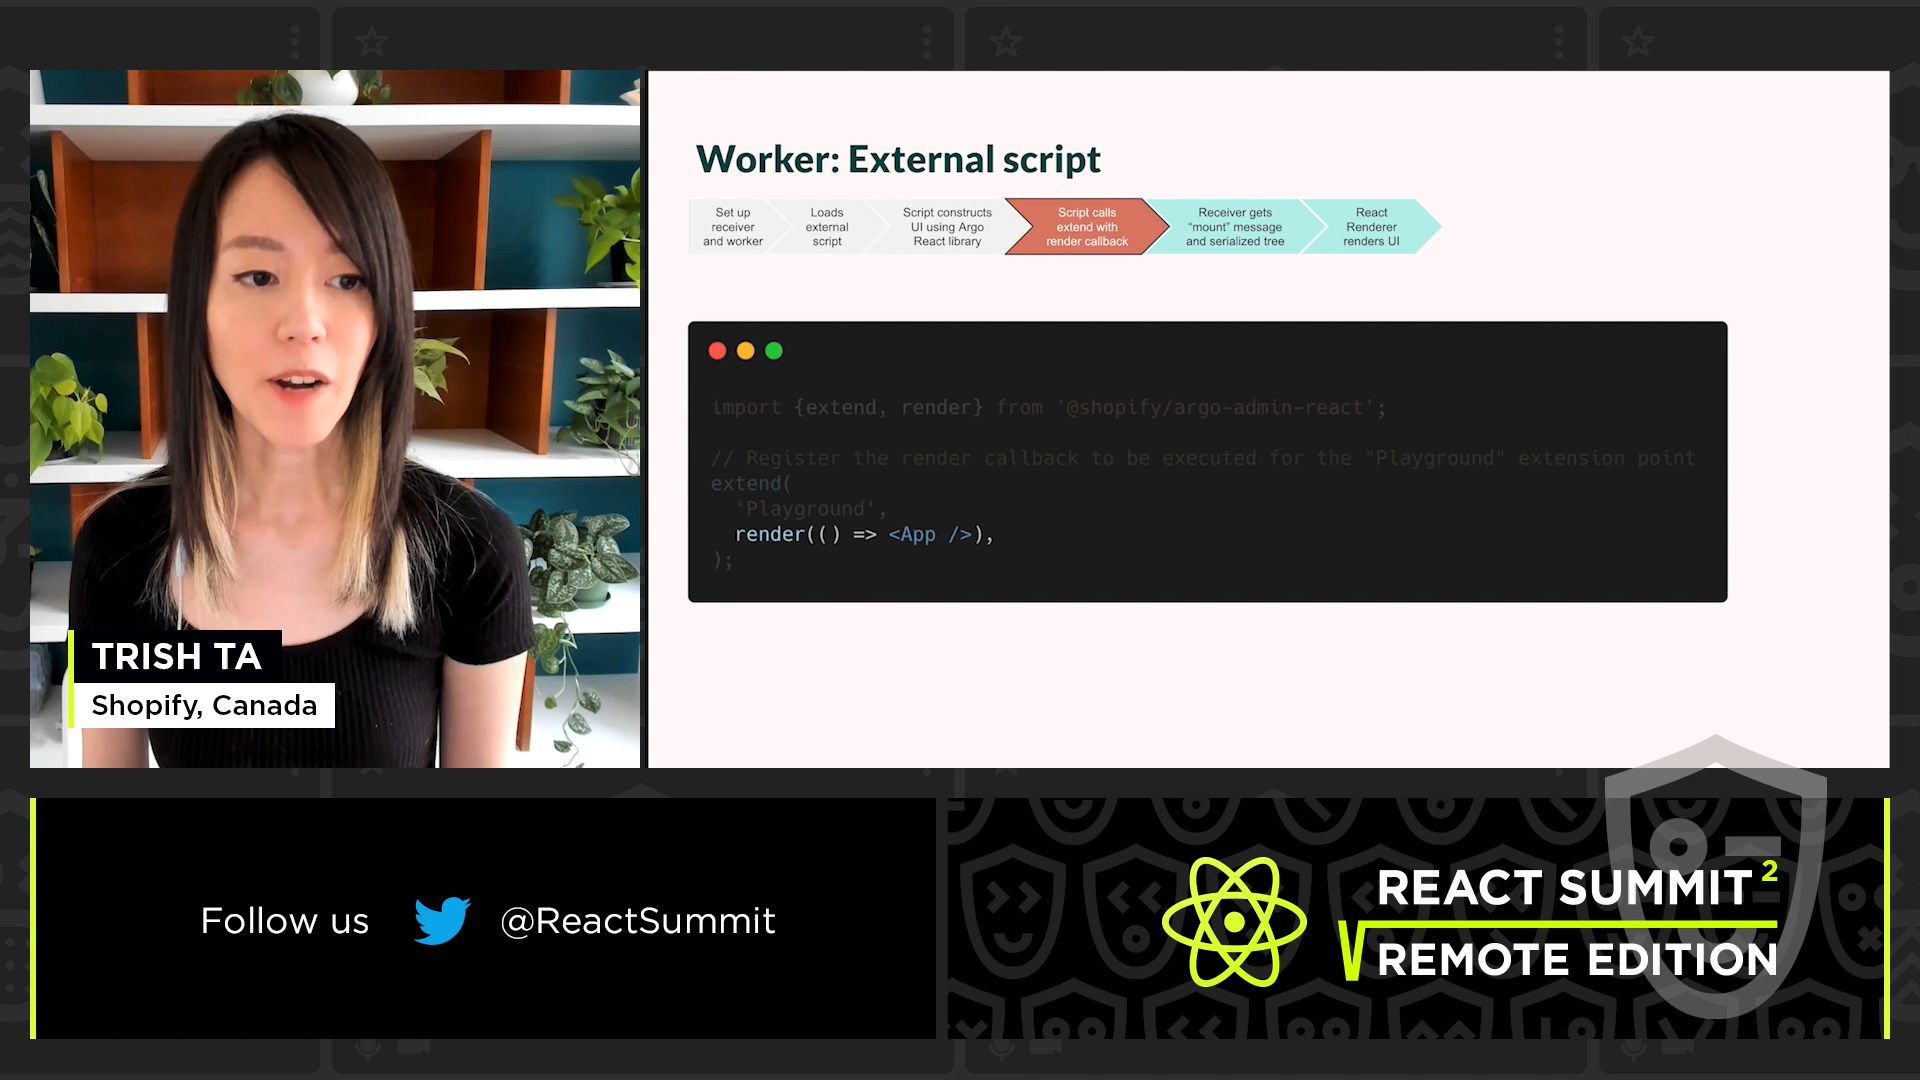 TRISH TA
Shopify, Canada
Worker: External script
Set up
receiver
and worker
Loads
external
script
Script constructs
UI using Argo
React library
Script calls
extend with
render callback
Receiver gets
“mount” message
and serialized tree
React
Renderer
renders UI
import {extend, render} from '@shopify/argo-admin-react';
// Register the render callback to be executed for the "Playground" extension point
extend(
'Playground',
render(() => <App />),
);
Follow us @ReactSummit
REACT SUMMIT²
REMOTE EDITION